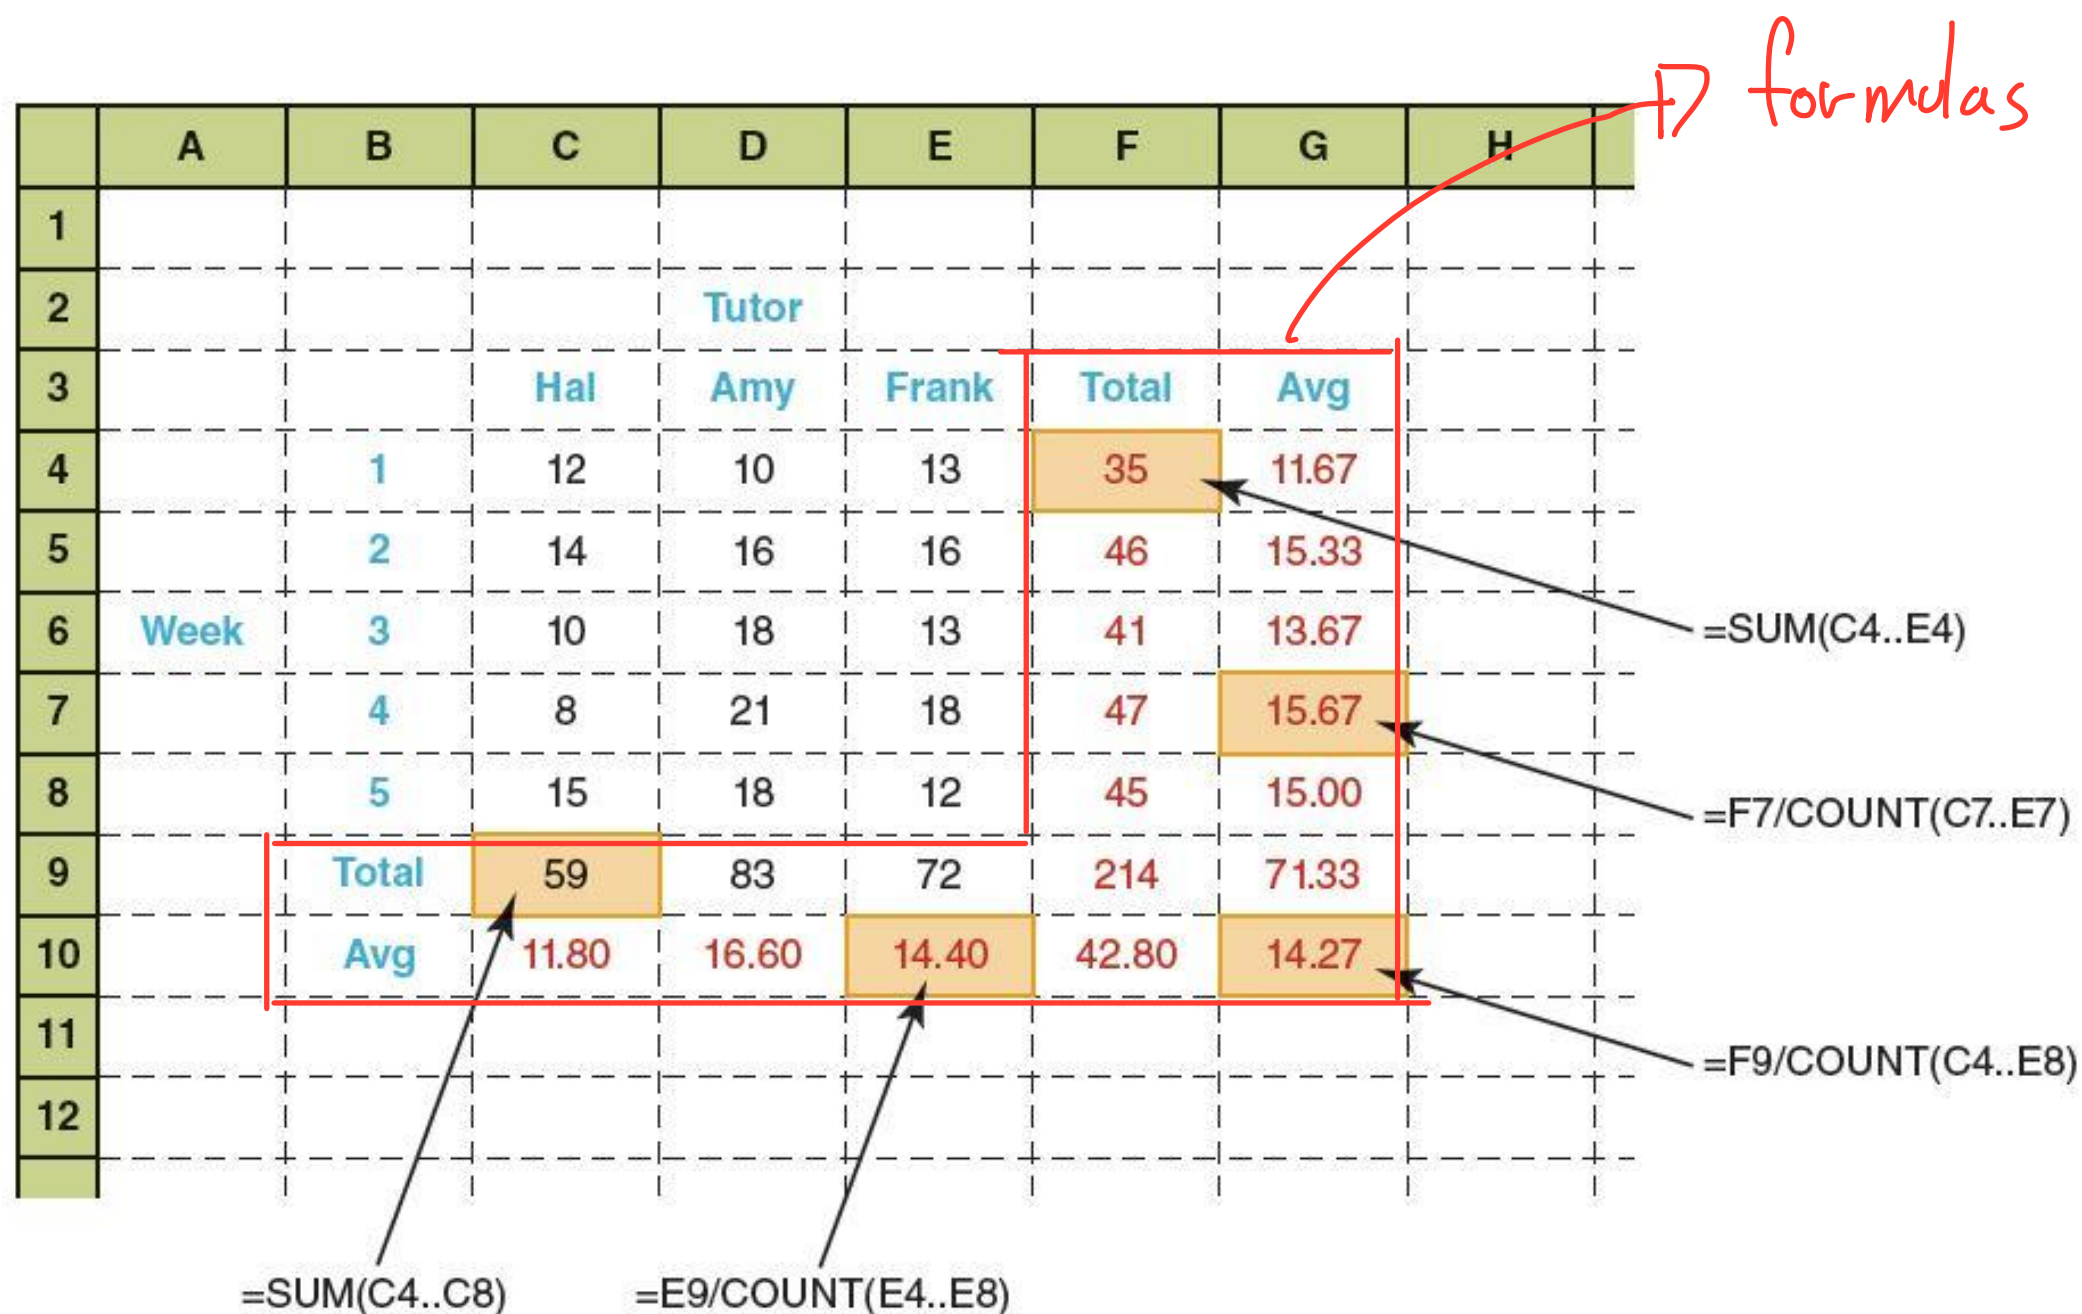 formulas
A B C D E F G H
1
2 Tutor
3 Hal Amy Frank Total Avg
4 1 12 10 13 35 11.67
5 2 14 16 16 46 15.33
6 Week 3 10 18 13 41 13.67
=SUM(C4..E4)
7 4 8 21 18 47 15.67
8 5 15 18 12 45 15.00
=F7/COUNT(C7..E7)
9 Total 59 83 72 214 71.33
10 Avg 11.80 16.60 14.40 42.80 14.27
11
=F9/COUNT(C4..E8)
12
=SUM(C4..C8) =E9/COUNT(E4..E8)